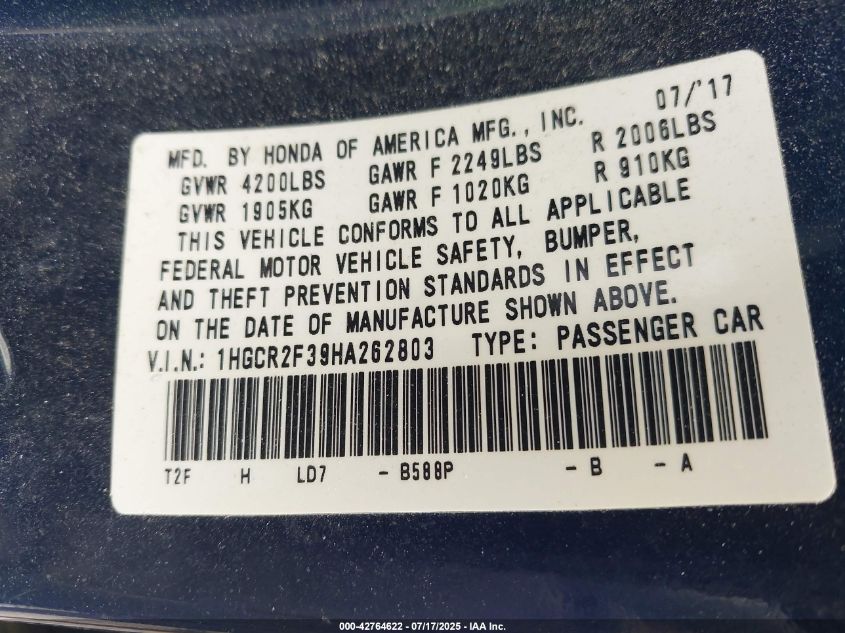 07/'17
MFD. BY HONDA OF AMERICA MFG., INC.
GVWR 4200LBS GAWR F 2249LBS R 2006LBS
GVWR 1905KG GAWR F 1020KG R 910KG
THIS VEHICLE CONFORMS TO ALL APPLICABLE
FEDERAL MOTOR VEHICLE SAFETY, BUMPER,
AND THEFT PREVENTION STANDARDS IN EFFECT
ON THE DATE OF MANUFACTURE SHOWN ABOVE.
V.I.N.: 1HGCR2F39HA262803 TYPE: PASSENGER CAR
T2F H LD7 - B588P - B - A
000-42764622 - 07/17/2025 - IAA Inc.